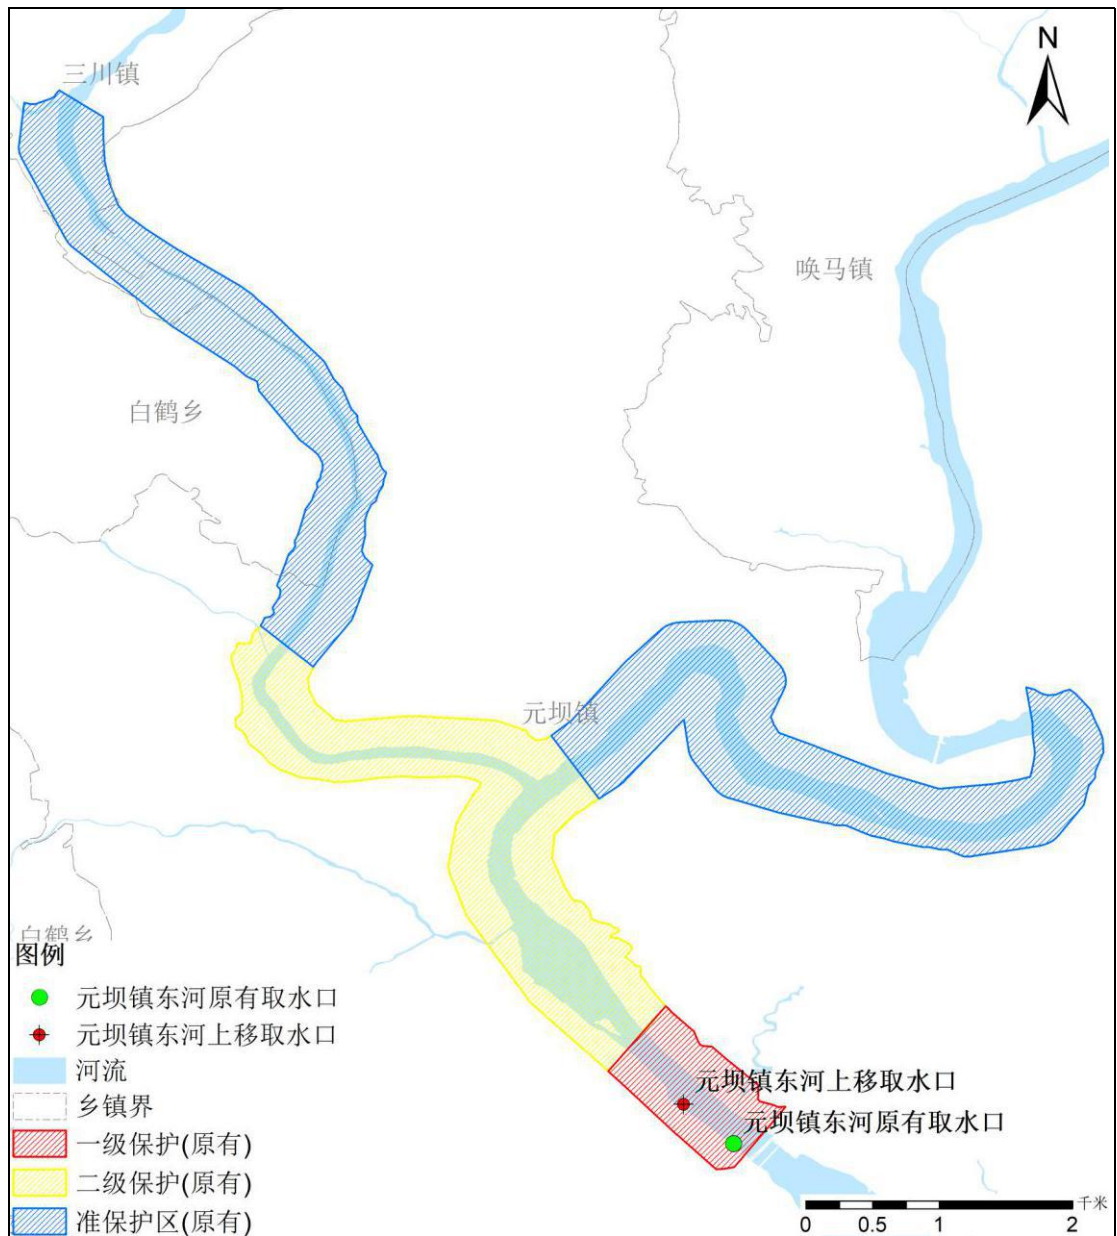 三川镇
N
唤马镇
白鹤乡
元坝镇
白鹤乡
图例
元坝镇东河原有取水口
元坝镇东河上移取水口
河流
乡镇界
一级保护(原有)
二级保护(原有)
准保护区(原有)
元坝镇东河上移取水口
元坝镇东河原有取水口
千米
0 0.5 1 2